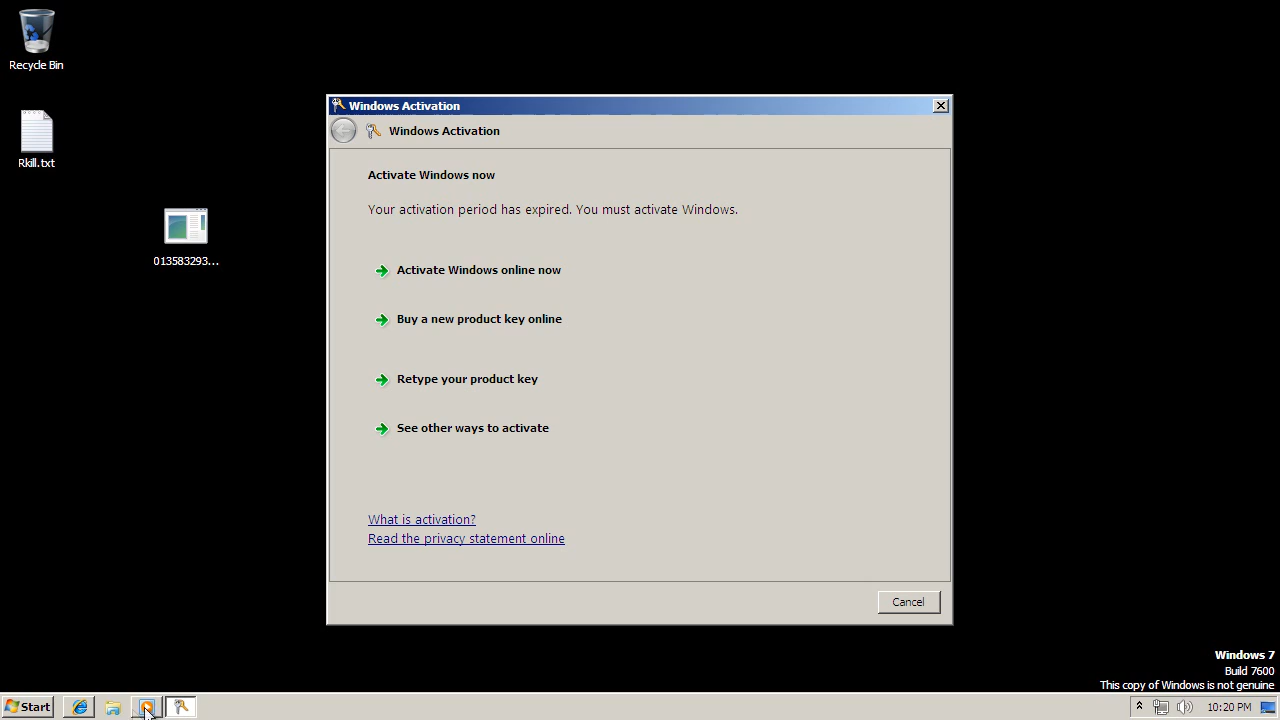 Recycle Bin
Rkill.txt
013583293...
Windows Activation
Windows Activation
Activate Windows now
Your activation period has expired. You must activate Windows.
Activate Windows online now
Buy a new product key online
Retype your product key
See other ways to activate
What is activation?
Read the privacy statement online
Cancel
Windows 7
Build 7600
This copy of Windows is not genuine
Start
10:20 PM